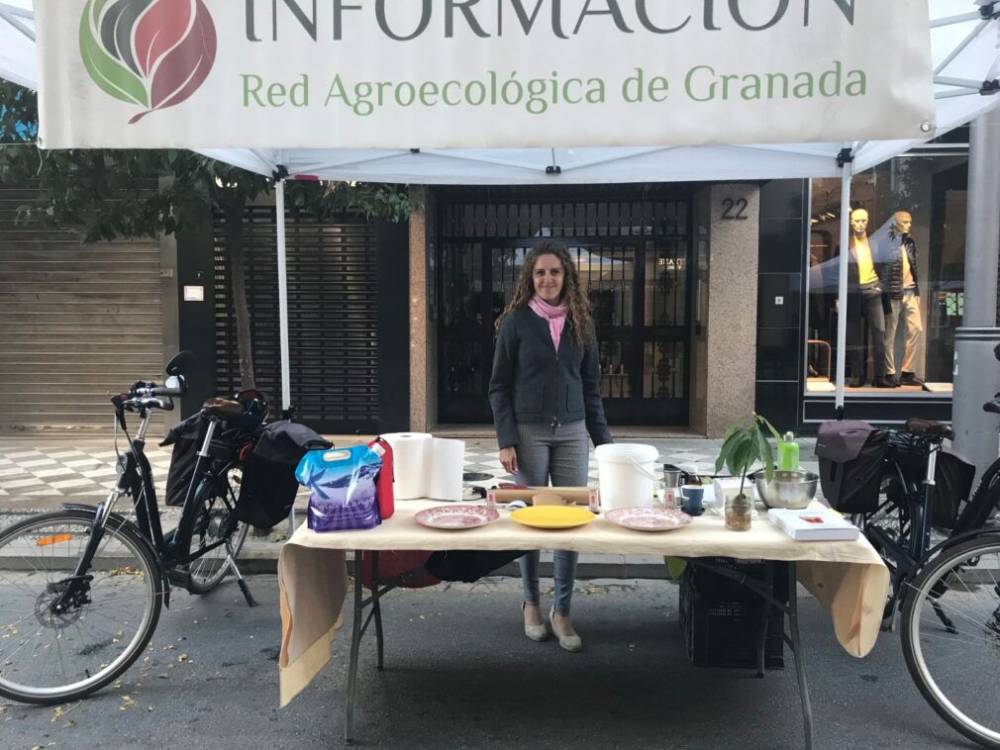 INFORMACIÓN
Red Agroecológica de Granada
22